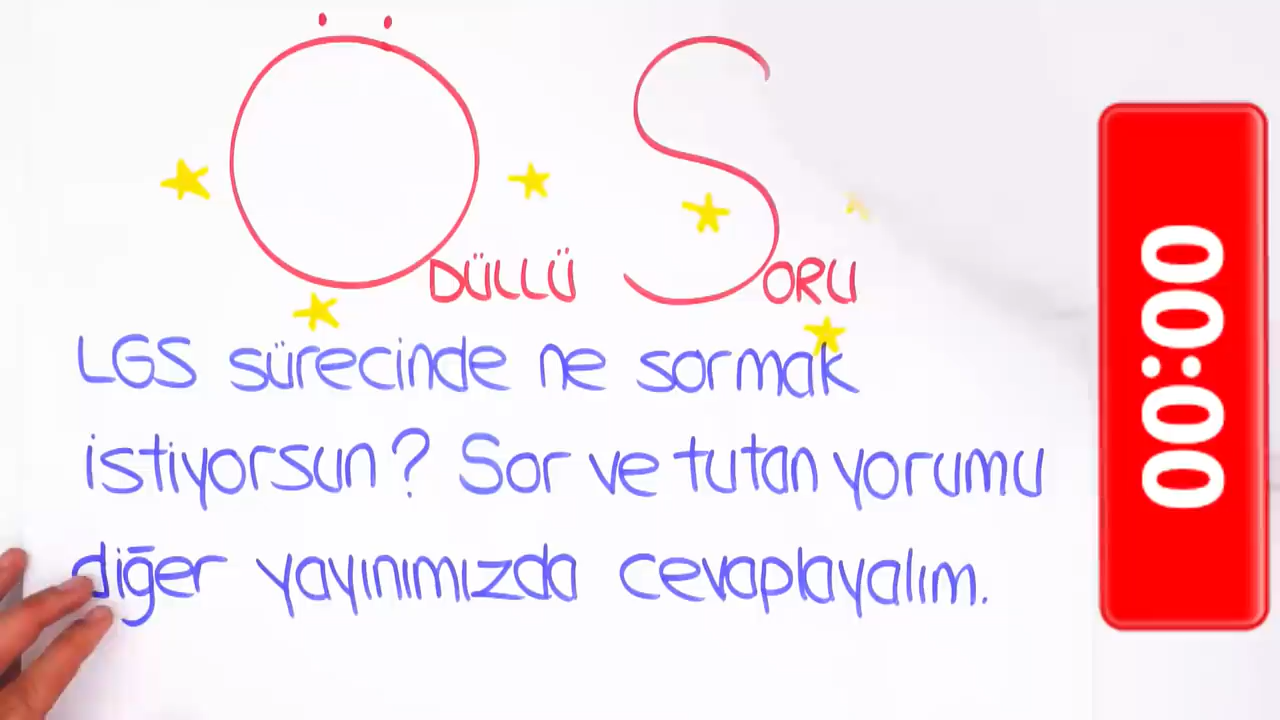 ÖDÜLLÜ SORU
LGS sürecinde ne sormak
istiyorsun? Sor ve tutan yorumu
diğer yayınımızda cevaplayalım.
00:00